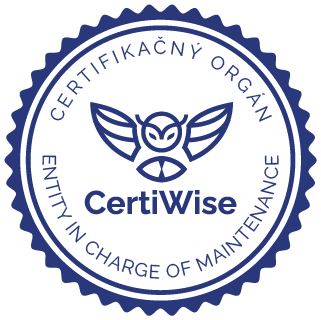 CERTIFIKAČNÝ ORGÁN
CertiWise
ENTITY IN CHARGE OF MAINTENANCE